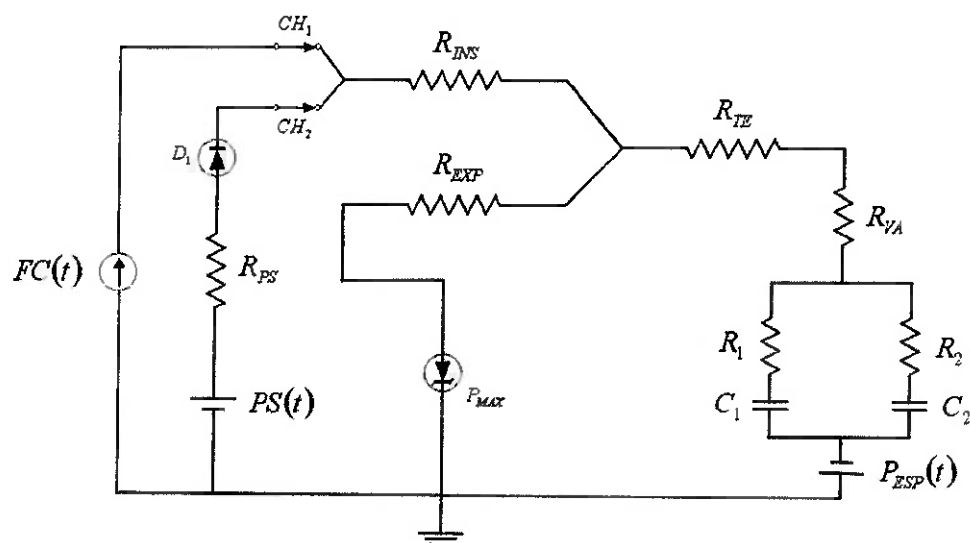 CH₁
R_INS
CH₂
R_TE
D₁
R_EXP
R_VA
FC(t)
R_PS
R₁
R₂
PS(t)
P_MAX
C₁
C₂
P_ESP(t)